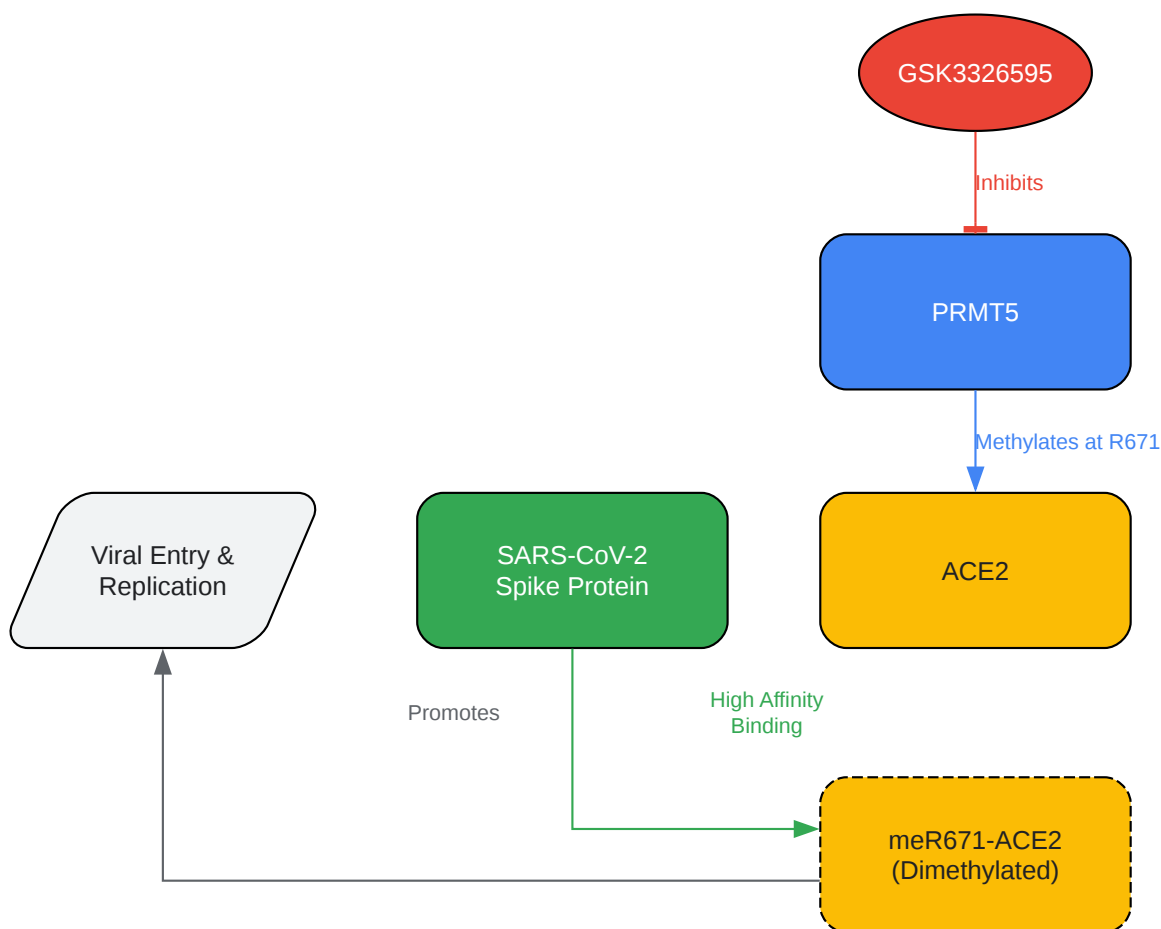 GSK3326595
Inhibits
PRMT5
Methylates at R671
Viral Entry &
Replication
SARS-CoV-2
Spike Protein
ACE2
Promotes
High Affinity
Binding
meR671-ACE2
(Dimethylated)